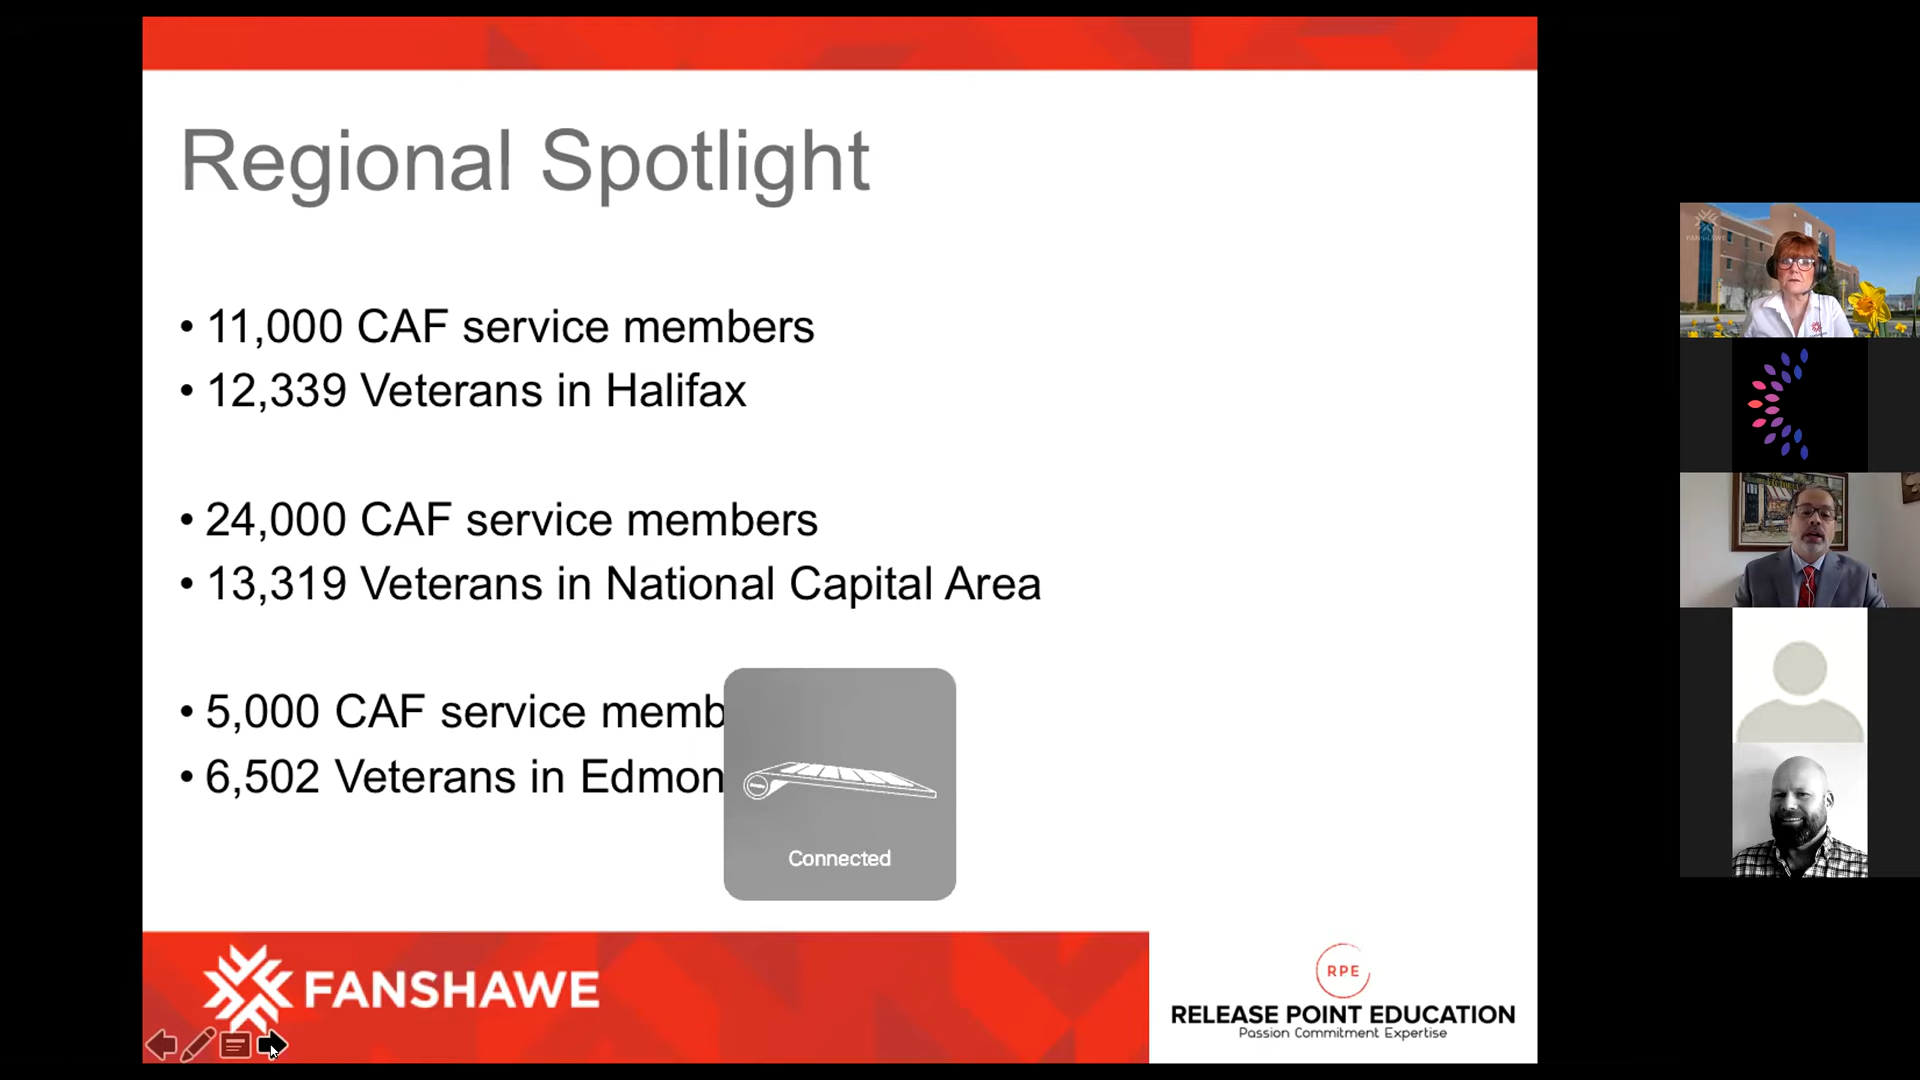 Regional Spotlight
• 11,000 CAF service members
• 12,339 Veterans in Halifax
• 24,000 CAF service members
• 13,319 Veterans in National Capital Area
• 5,000 CAF service memb
• 6,502 Veterans in Edmon
Connected
FANSHAWE
RPE
RELEASE POINT EDUCATION
Passion Commitment Expertise
FANSHAWE